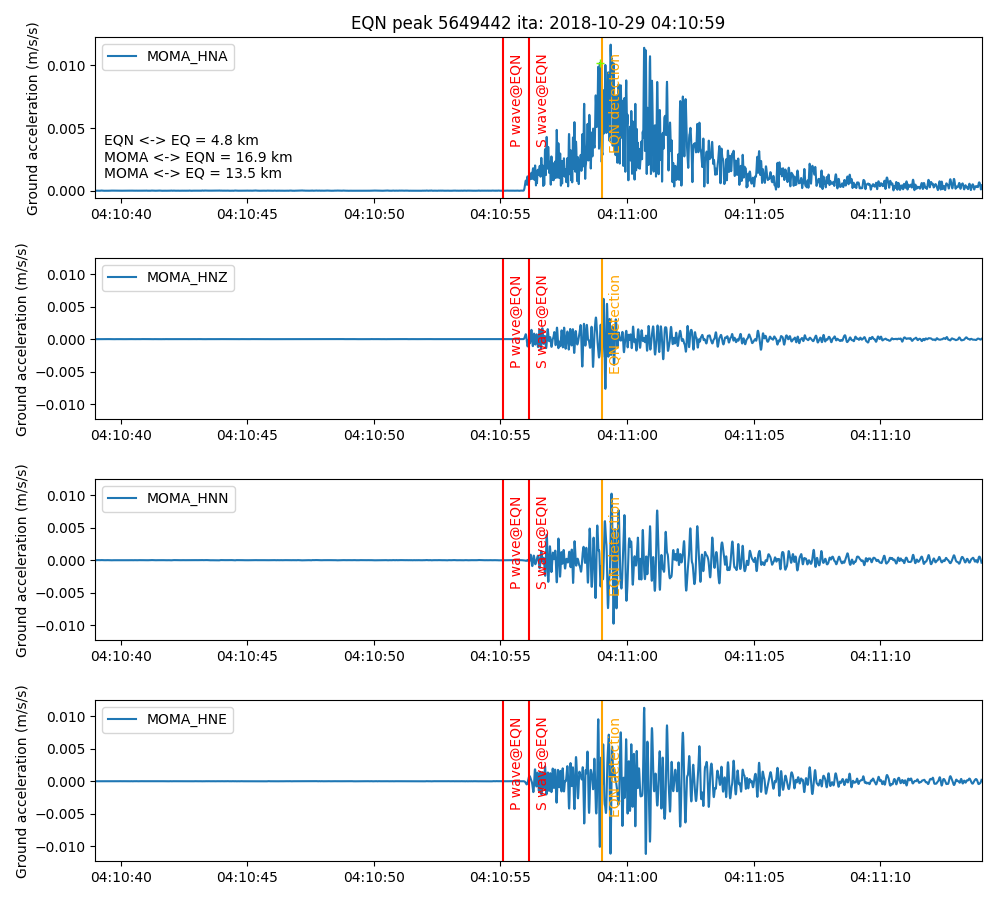 EQN peak 5649442 ita: 2018-10-29 04:10:59
Ground acceleration (m/s/s)
0.010
0.005
0.000
MOMA_HNA
EQN <-> EQ = 4.8 km
MOMA <-> EQN = 16.9 km
MOMA <-> EQ = 13.5 km
P wave@EQN
S wave@EQN
EQN detection
04:10:40 04:10:45 04:10:50 04:10:55 04:11:00 04:11:05 04:11:10
Ground acceleration (m/s/s)
0.010
0.005
0.000
−0.005
−0.010
MOMA_HNZ
P wave@EQN
S wave@EQN
EQN detection
04:10:40 04:10:45 04:10:50 04:10:55 04:11:00 04:11:05 04:11:10
Ground acceleration (m/s/s)
0.010
0.005
0.000
−0.005
−0.010
MOMA_HNN
P wave@EQN
S wave@EQN
EQN detection
04:10:40 04:10:45 04:10:50 04:10:55 04:11:00 04:11:05 04:11:10
Ground acceleration (m/s/s)
0.010
0.005
0.000
−0.005
−0.010
MOMA_HNE
P wave@EQN
S wave@EQN
EQN detection
04:10:40 04:10:45 04:10:50 04:10:55 04:11:00 04:11:05 04:11:10